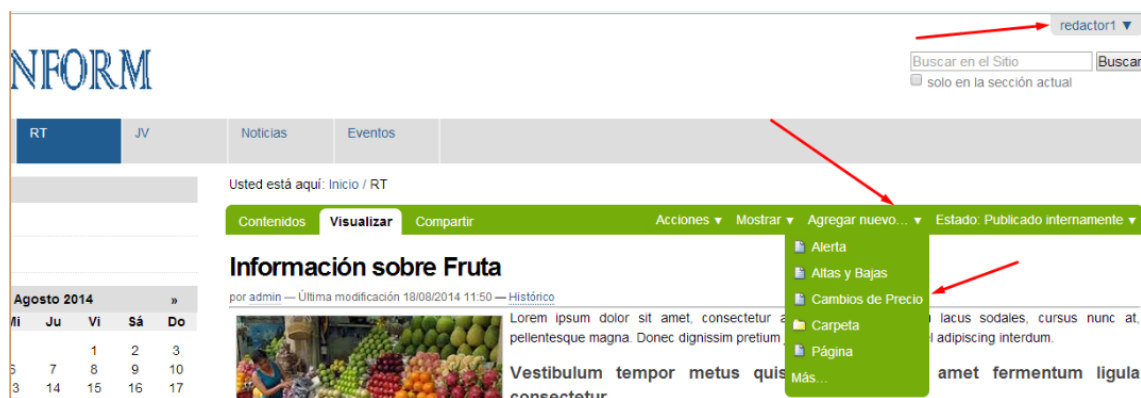 redactor1 ▼
NFORM
Buscar en el Sitio Buscar
solo en la sección actual
RT JV Noticias Eventos
Usted está aquí: Inicio / RT
Contenidos Visualizar Compartir Acciones ▼ Mostrar ▼ Agregar nuevo... ▼ Estado: Publicado internamente ▼
Alerta
Altas y Bajas
Cambios de Precio
Carpeta
Página
Más...
Información sobre Fruta
por admin — Última modificación 18/08/2014 11:50 — Histórico
Lorem ipsum dolor sit amet, consectetur lacus sodales, cursus nunc at,
pellentesque magna. Donec dignissim pretium adipiscing interdum.
Vestibulum tempor metus quis amet fermentum ligula
consectetur
Agosto 2014 »
Mi Ju Vi Sá Do
1 2 3
6 7 8 9 10
13 14 15 16 17